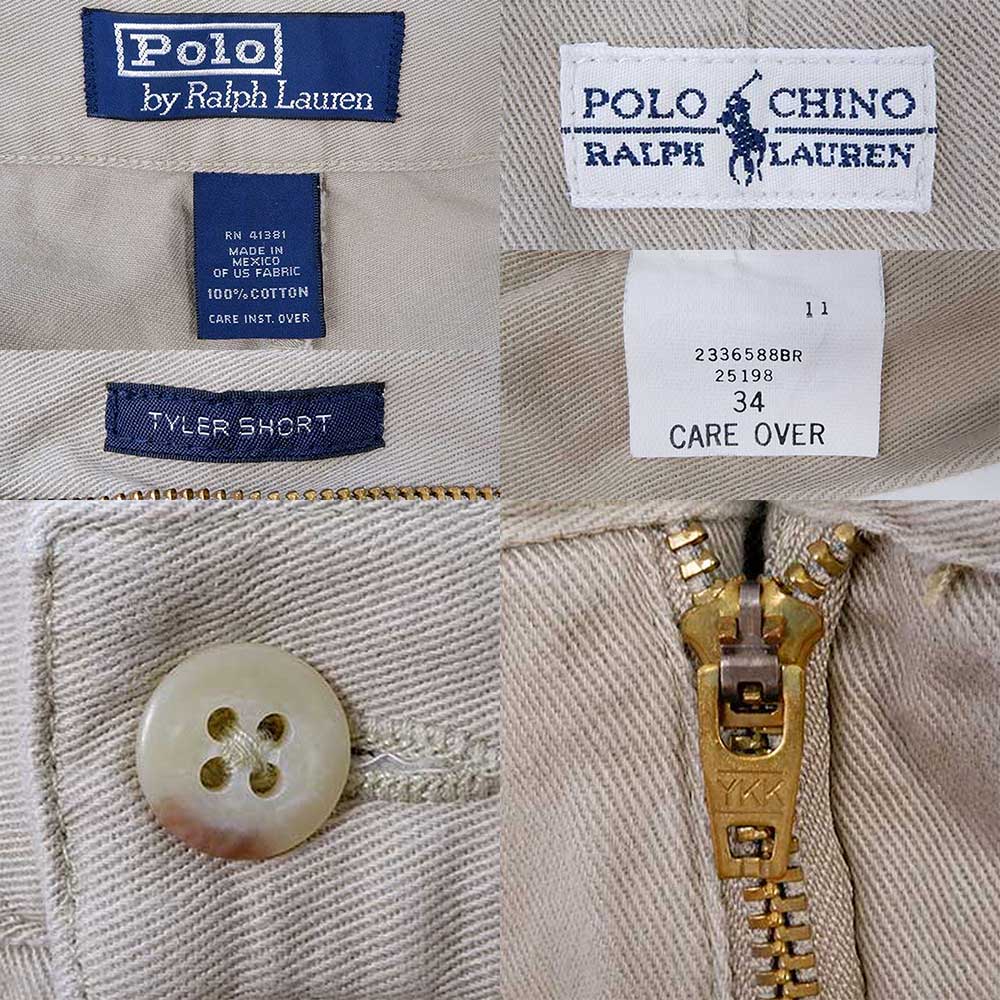 Polo
by Ralph Lauren
RN 41381
MADE IN
MEXICO
OF US FABRIC
100% COTTON
CARE INST. OVER
TYLER SHORT
POLO CHINO
RALPH LAUREN
11
2336588BR
25198
34
CARE OVER
YKK